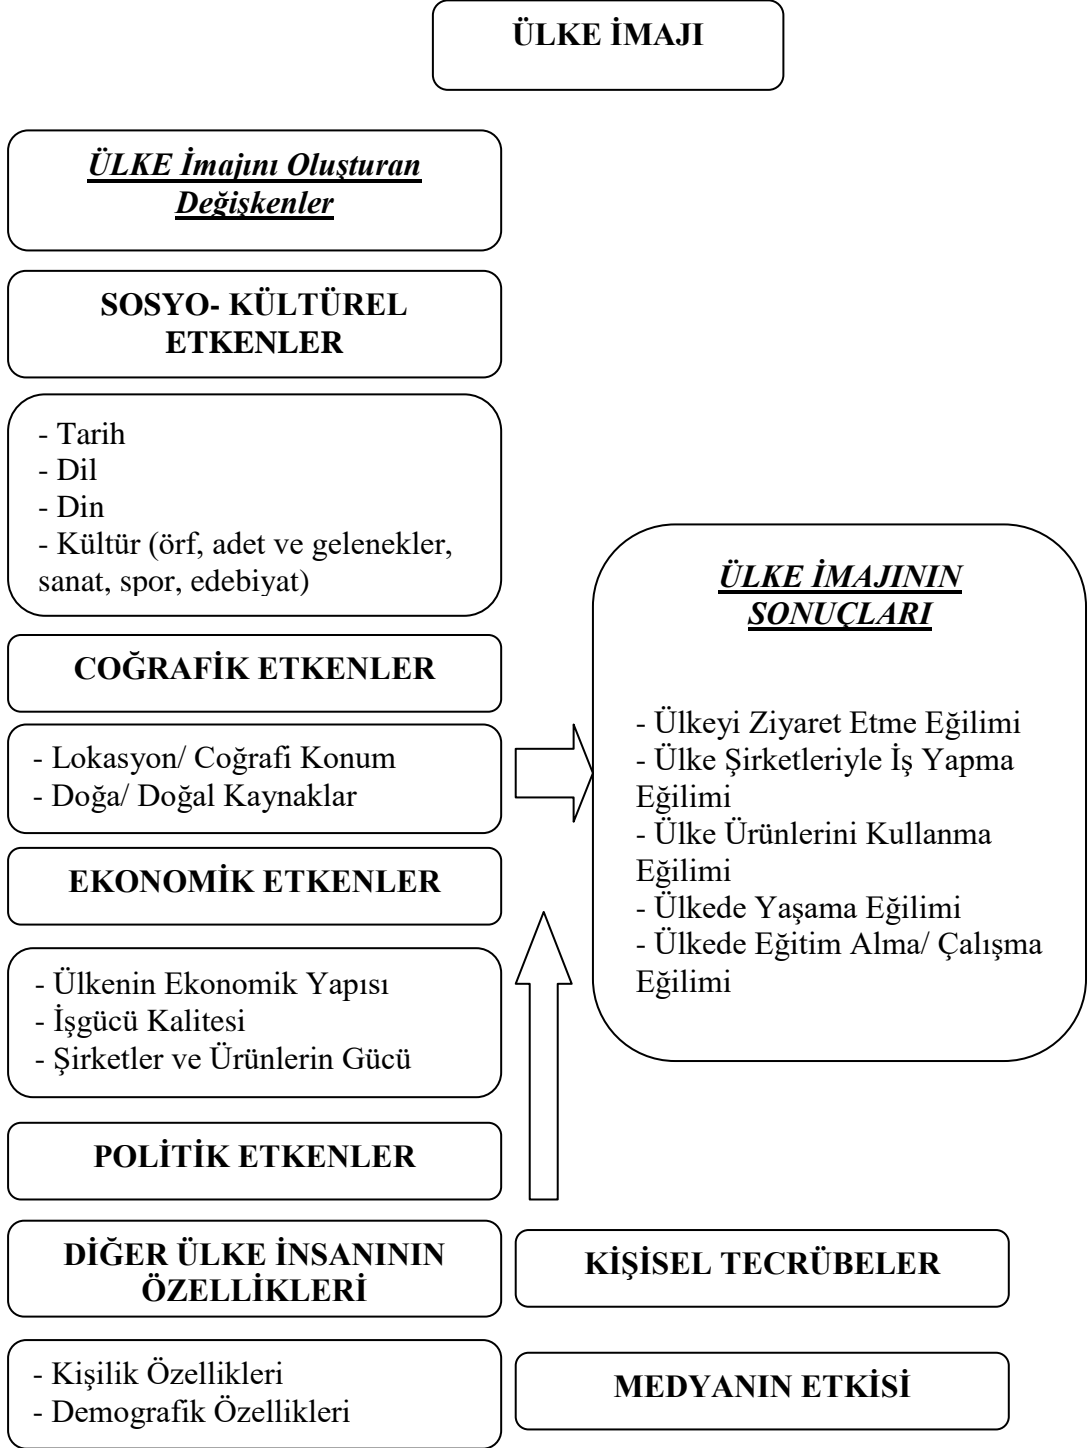 ÜLKE İMAJI
ÜLKE İmajını Oluşturan
Değişkenler
SOSYO- KÜLTÜREL
ETKENLER
- Tarih
- Dil
- Din
- Kültür (örf, adet ve gelenekler,
sanat, spor, edebiyat)
COĞRAFİK ETKENLER
- Lokasyon/ Coğrafi Konum
- Doğa/ Doğal Kaynaklar
EKONOMİK ETKENLER
- Ülkenin Ekonomik Yapısı
- İşgücü Kalitesi
- Şirketler ve Ürünlerin Gücü
POLİTİK ETKENLER
DİĞER ÜLKE İNSANININ
ÖZELLİKLERİ
- Kişilik Özellikleri
- Demografik Özellikleri
ÜLKE İMAJININ
SONUÇLARI
- Ülkeyi Ziyaret Etme Eğilimi
- Ülke Şirketleriyle İş Yapma
Eğilimi
- Ülke Ürünlerini Kullanma
Eğilimi
- Ülkede Yaşama Eğilimi
- Ülkede Eğitim Alma/ Çalışma
Eğilimi
KİŞİSEL TECRÜBELER
MEDYANIN ETKİSİ